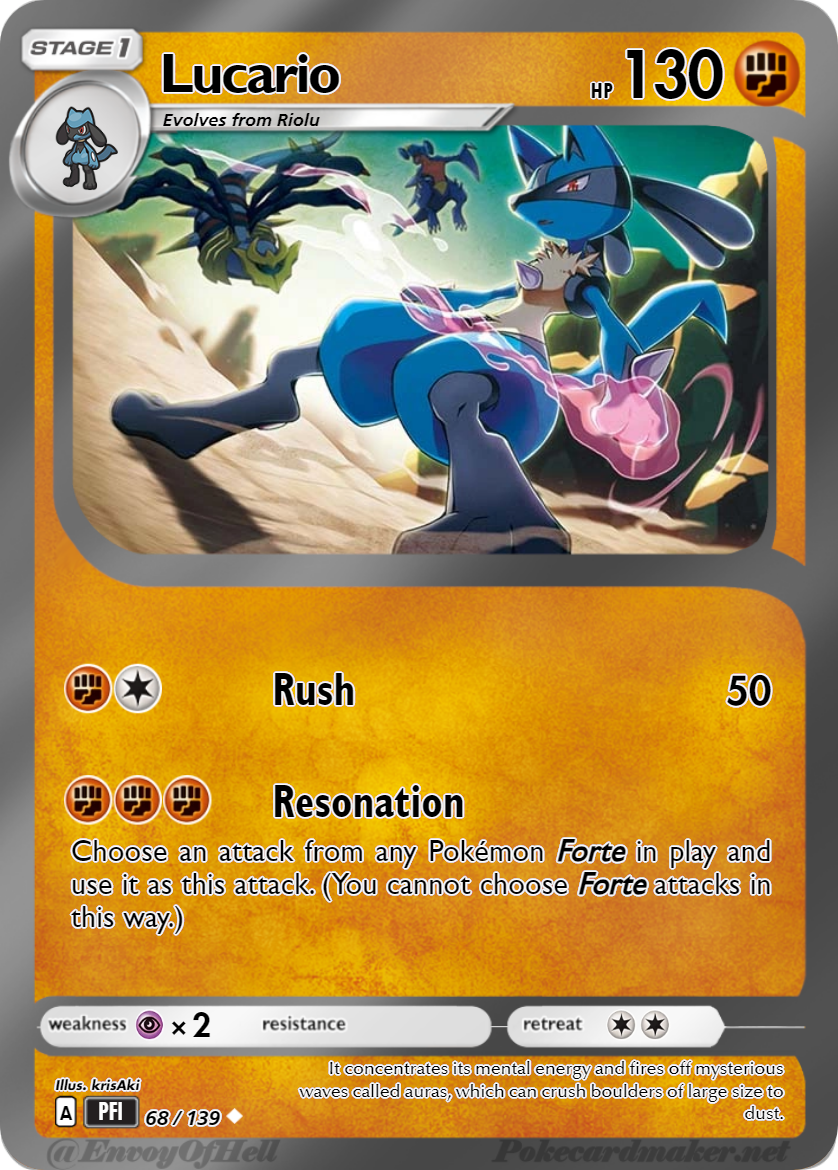 STAGE 1
Lucario
HP 130
Evolves from Riolu
Rush 50
Resonation
Choose an attack from any Pokémon Forte in play and
use it as this attack. (You cannot choose Forte attacks in
this way.)
weakness × 2 resistance retreat
It concentrates its mental energy and fires off mysterious
waves called auras, which can crush boulders of large size to
dust.
Illus. krisAki
A PFI 68 / 139
@EnvoyOfHell Pokecardmaker.net